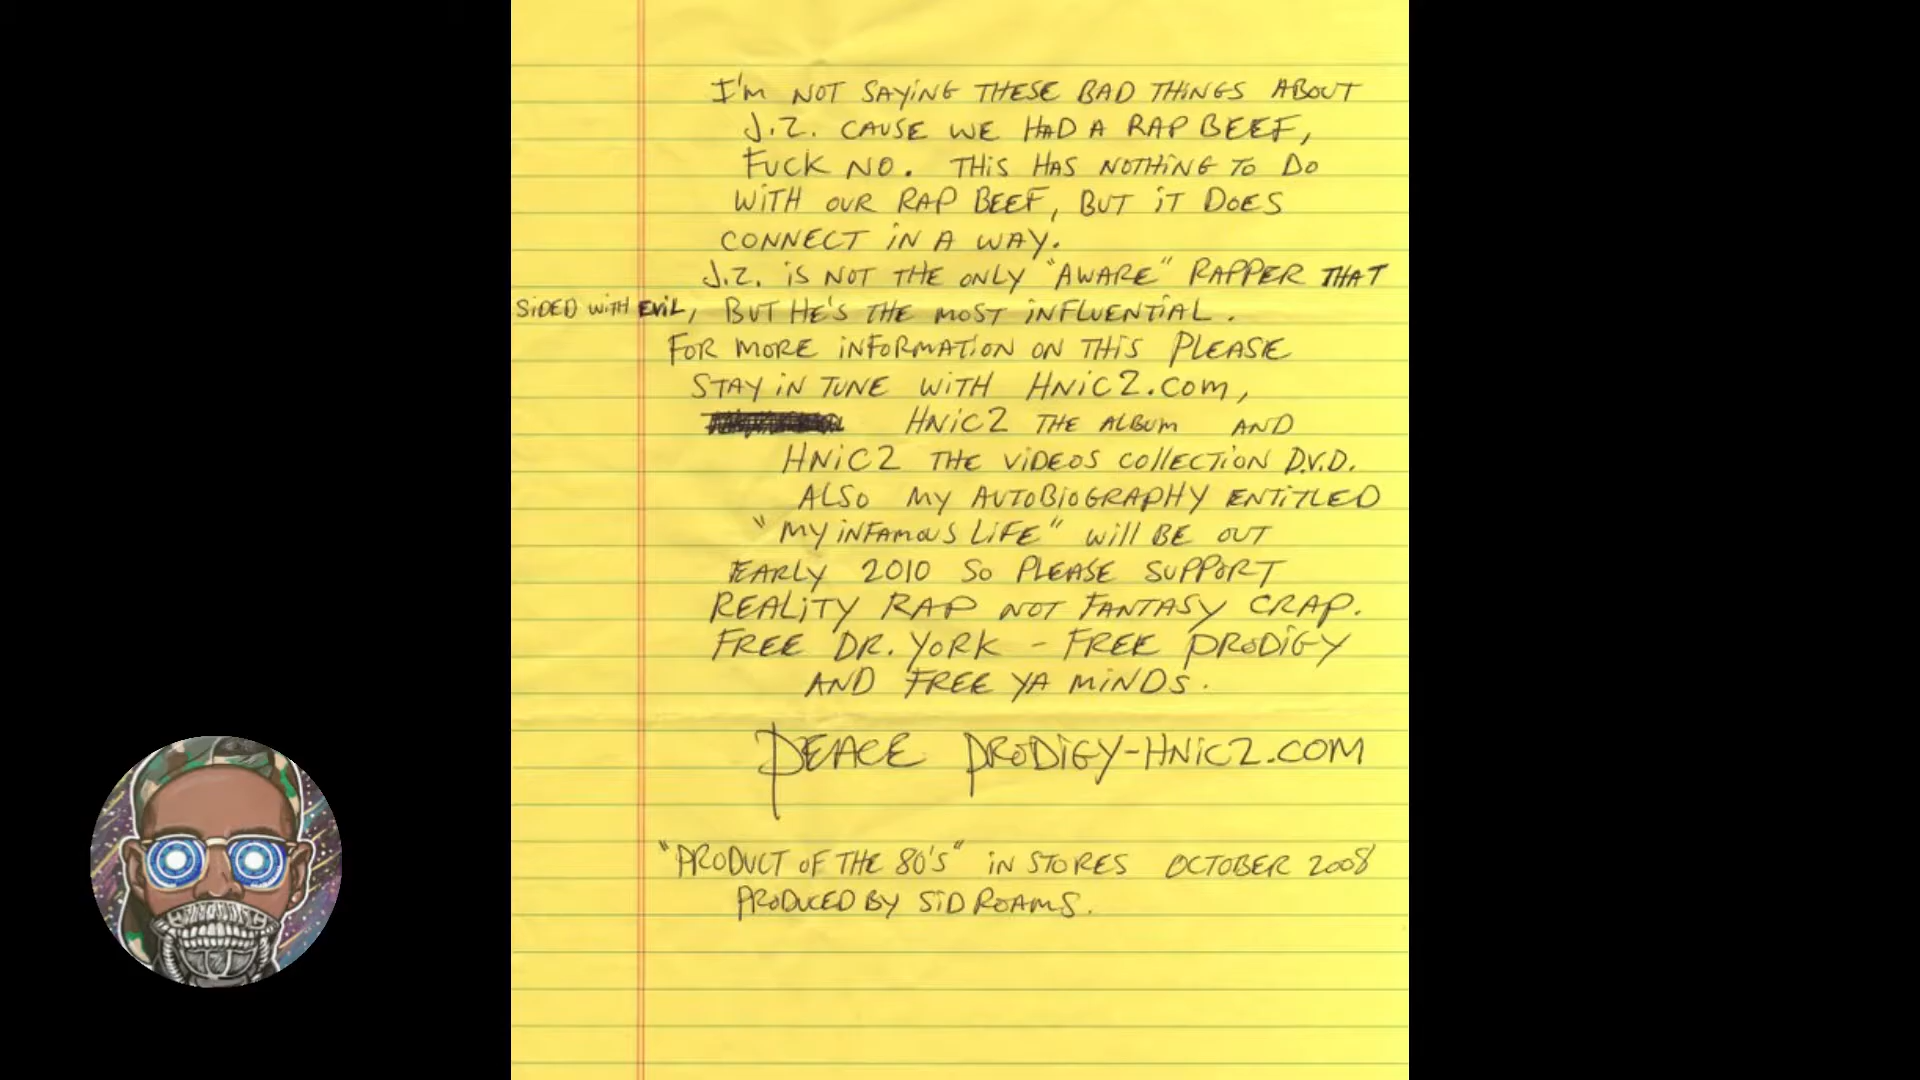 I'm NOT SAYING THESE BAD THINGS ABOUT
J.Z. CAUSE WE HAD A RAP BEEF,
FUCK NO. THIS HAS NOTHING TO DO
WITH OUR RAP BEEF, BUT IT DOES
CONNECT IN A WAY.
J.Z. IS NOT THE ONLY "AWARE" RAPPER THAT
SIDED WITH EVIL, BUT HE'S THE MOST INFLUENTIAL.
FOR MORE INFORMATION ON THIS PLEASE
STAY IN TUNE WITH HNIC2.COM,
HNIC2 THE ALBUM AND
HNIC2 THE VIDEOS COLLECTION D.V.D.
ALSO MY AUTOBIOGRAPHY ENTITLED
"MY INFAMOUS LIFE" WILL BE OUT
EARLY 2010 SO PLEASE SUPPORT
REALITY RAP NOT FANTASY CRAP.
FREE DR. YORK - FREE PRODIGY
AND FREE YA MINDS.
PEACE PRODIGY-HNIC2.COM
"PRODUCT OF THE 80'S" IN STORES OCTOBER 2008
PRODUCED BY SID ROAMS.